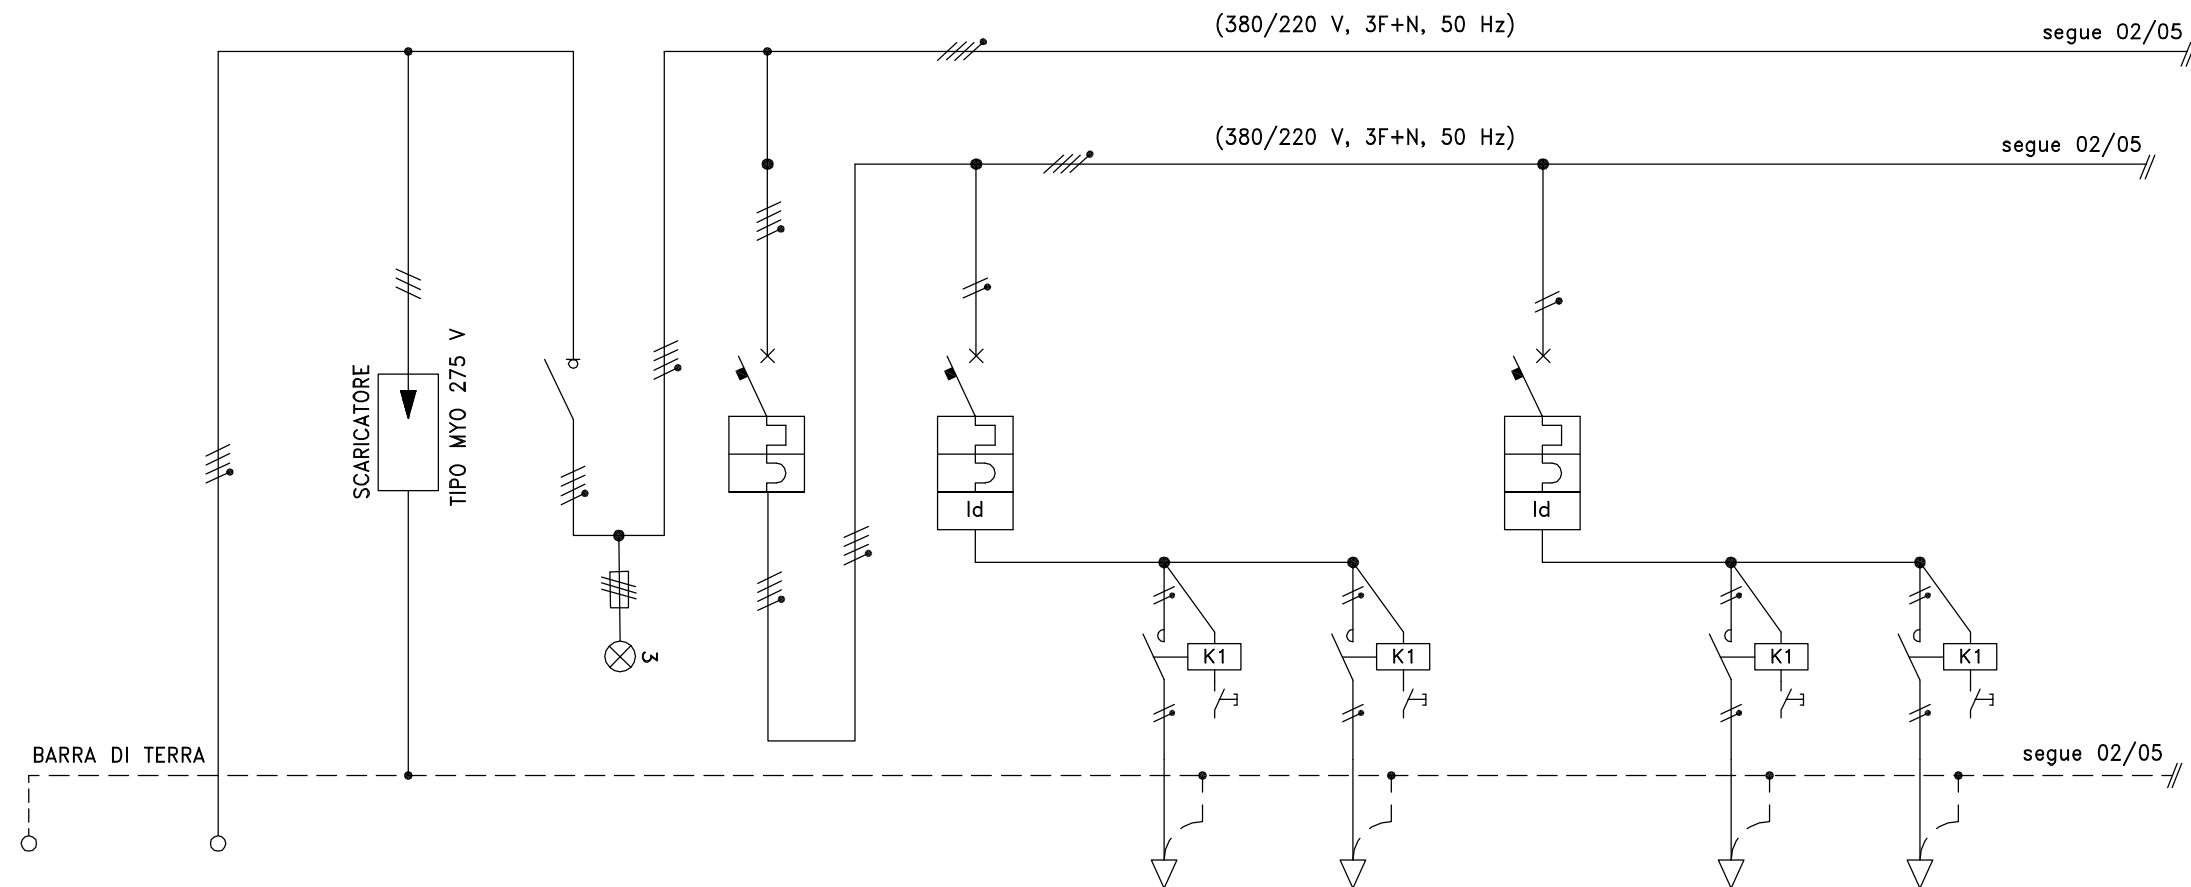 (380/220 V, 3F+N, 50 Hz)
segue 02/05
(380/220 V, 3F+N, 50 Hz)
segue 02/05
SCARICATORE
TIPO MYO 275 V
Id
Id
3
K1
K1
K1
K1
BARRA DI TERRA
segue 02/05